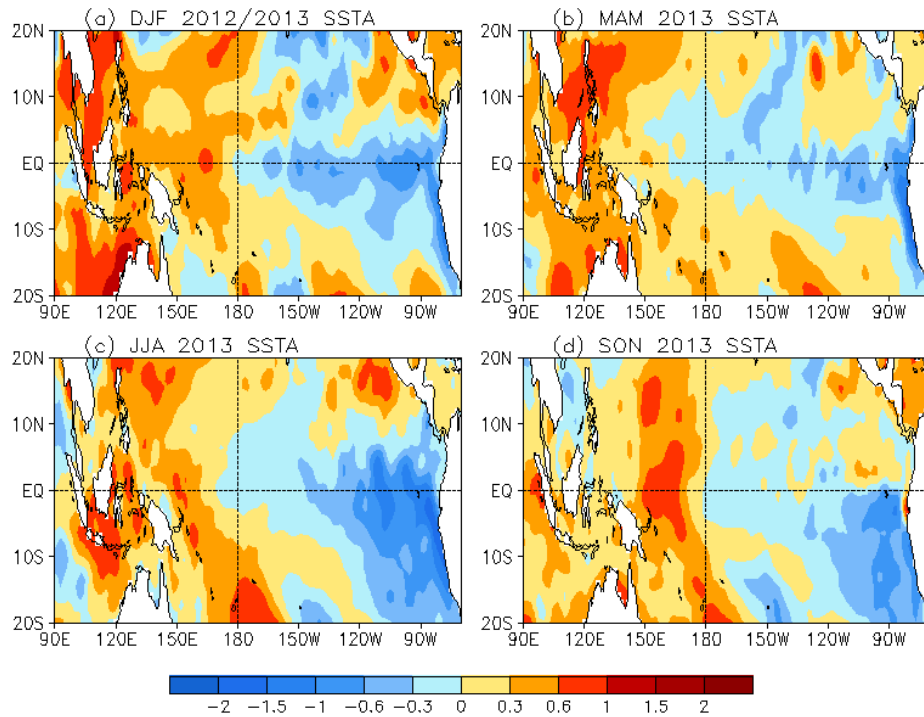 (a) DJF 2012/2013 SSTA
(b) MAM 2013 SSTA
20N
10N
EQ
10S
20S
90E 120E 150E 180 150W 120W 90W
20N
10N
EQ
10S
20S
90E 120E 150E 180 150W 120W 90W
(c) JJA 2013 SSTA
(d) SON 2013 SSTA
20N
10N
EQ
10S
20S
90E 120E 150E 180 150W 120W 90W
20N
10N
EQ
10S
20S
90E 120E 150E 180 150W 120W 90W
-2 -1.5 -1 -0.6 -0.3 0 0.3 0.6 1 1.5 2